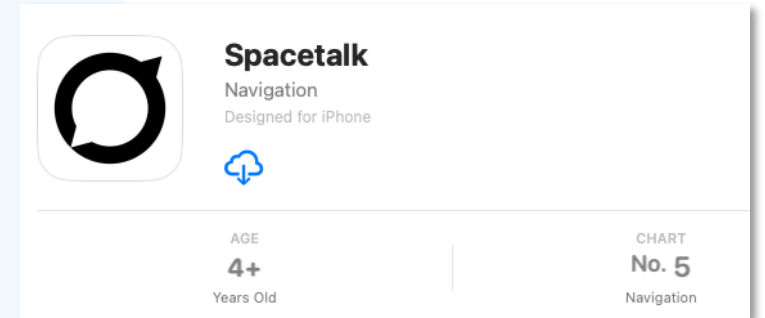 Spacetalk
Navigation
Designed for iPhone
AGE
4+
Years Old
CHART
No. 5
Navigation